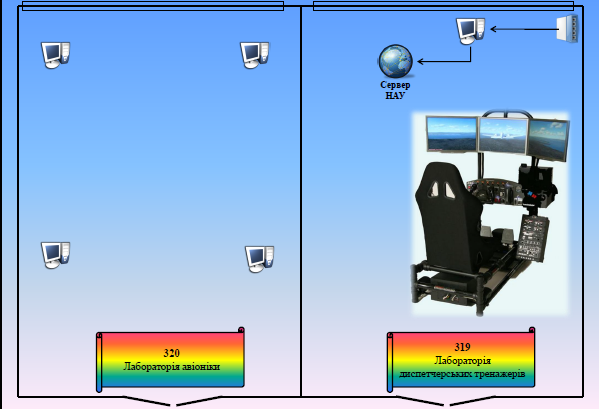 Сервер
НАУ
320
Лабораторія авіоніки
319
Лабораторія
диспетчерських тренажерів